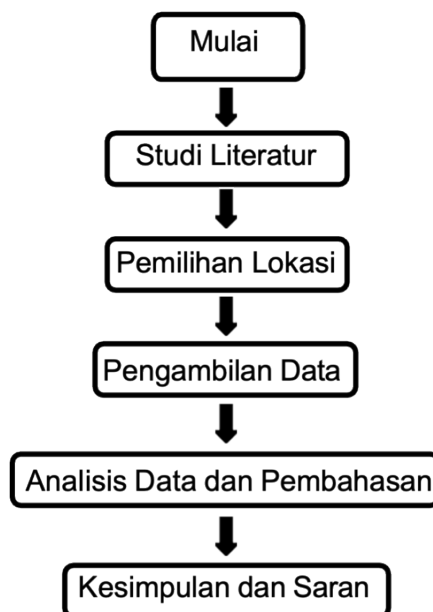 Mulai
Studi Literatur
Pemilihan Lokasi
Pengambilan Data
Analisis Data dan Pembahasan
Kesimpulan dan Saran